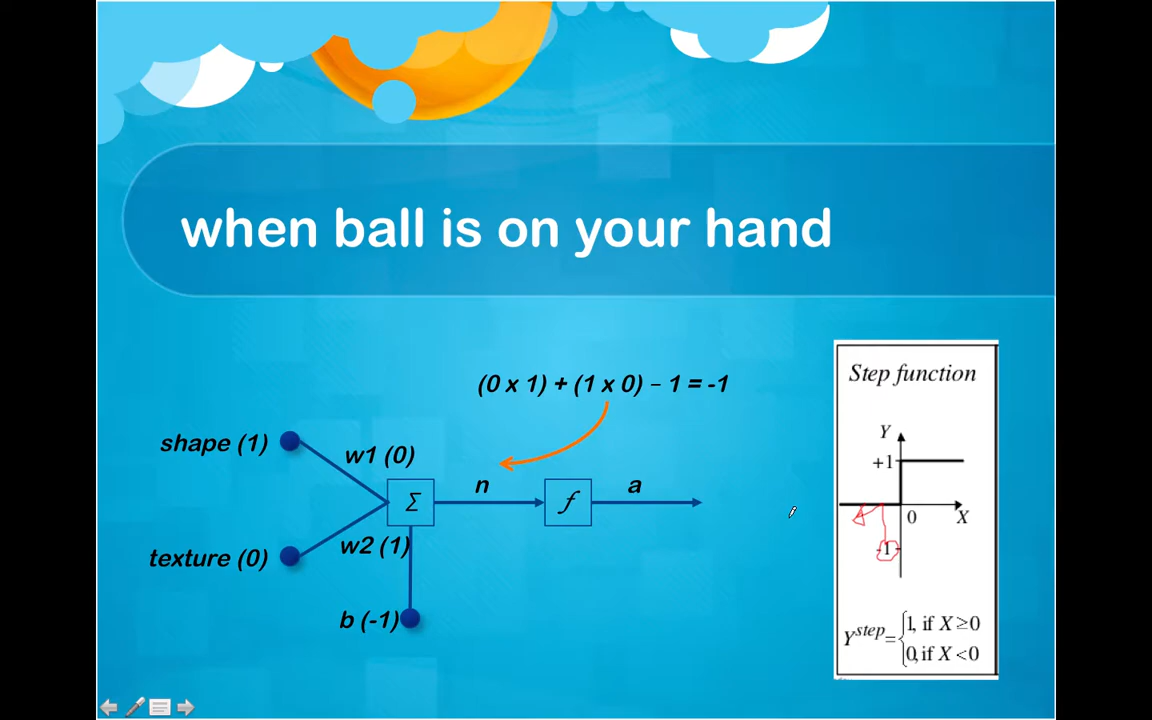 when ball is on your hand
(0 x 1) + (1 x 0) – 1 = -1
shape (1)
w1 (0)
Σ
n
f
a
texture (0)
w2 (1)
b (-1)
Step function
Y
+1
0
X
-1
Y^step = { 1, if X ≥ 0
0, if X < 0